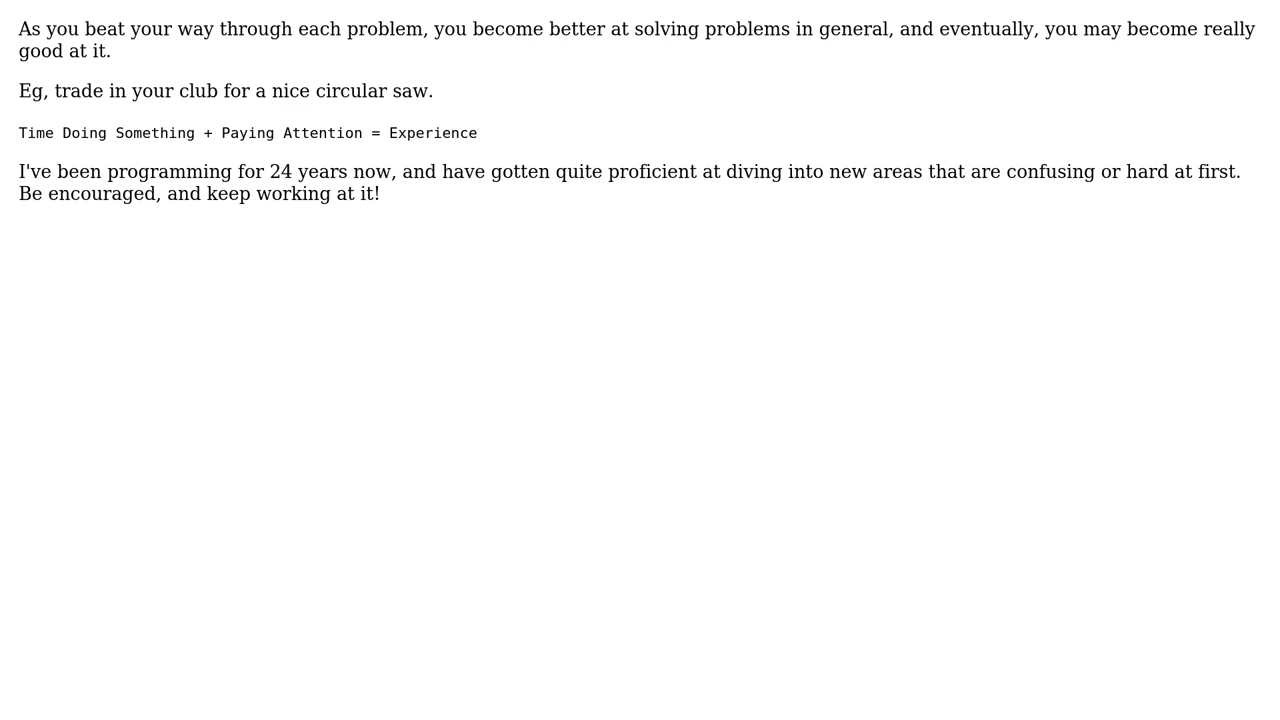 As you beat your way through each problem, you become better at solving problems in general, and eventually, you may become really
good at it.
Eg, trade in your club for a nice circular saw.
Time Doing Something + Paying Attention = Experience
I've been programming for 24 years now, and have gotten quite proficient at diving into new areas that are confusing or hard at first.
Be encouraged, and keep working at it!